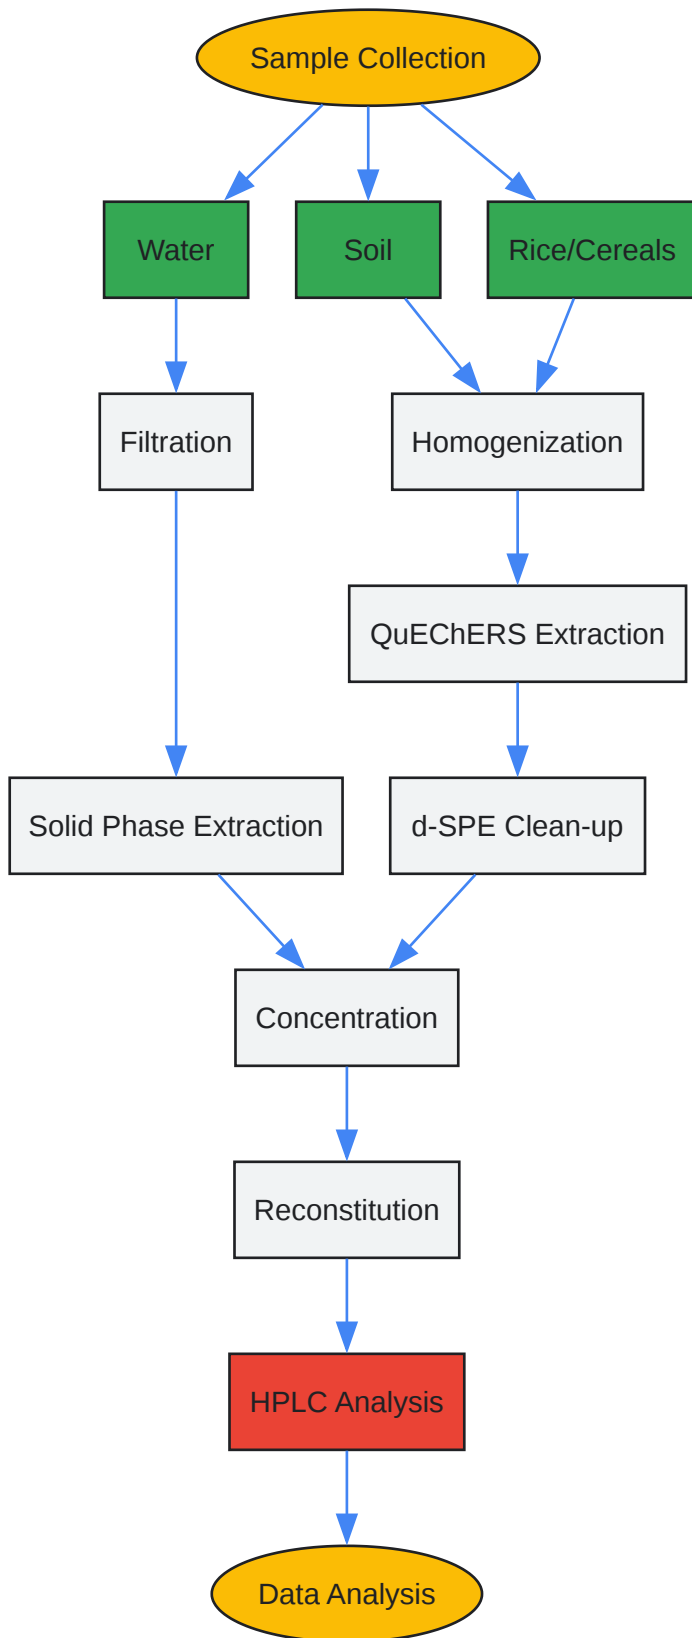 Sample Collection
Water
Soil
Rice/Cereals
Filtration
Homogenization
QuEChERS Extraction
Solid Phase Extraction
d-SPE Clean-up
Concentration
Reconstitution
HPLC Analysis
Data Analysis